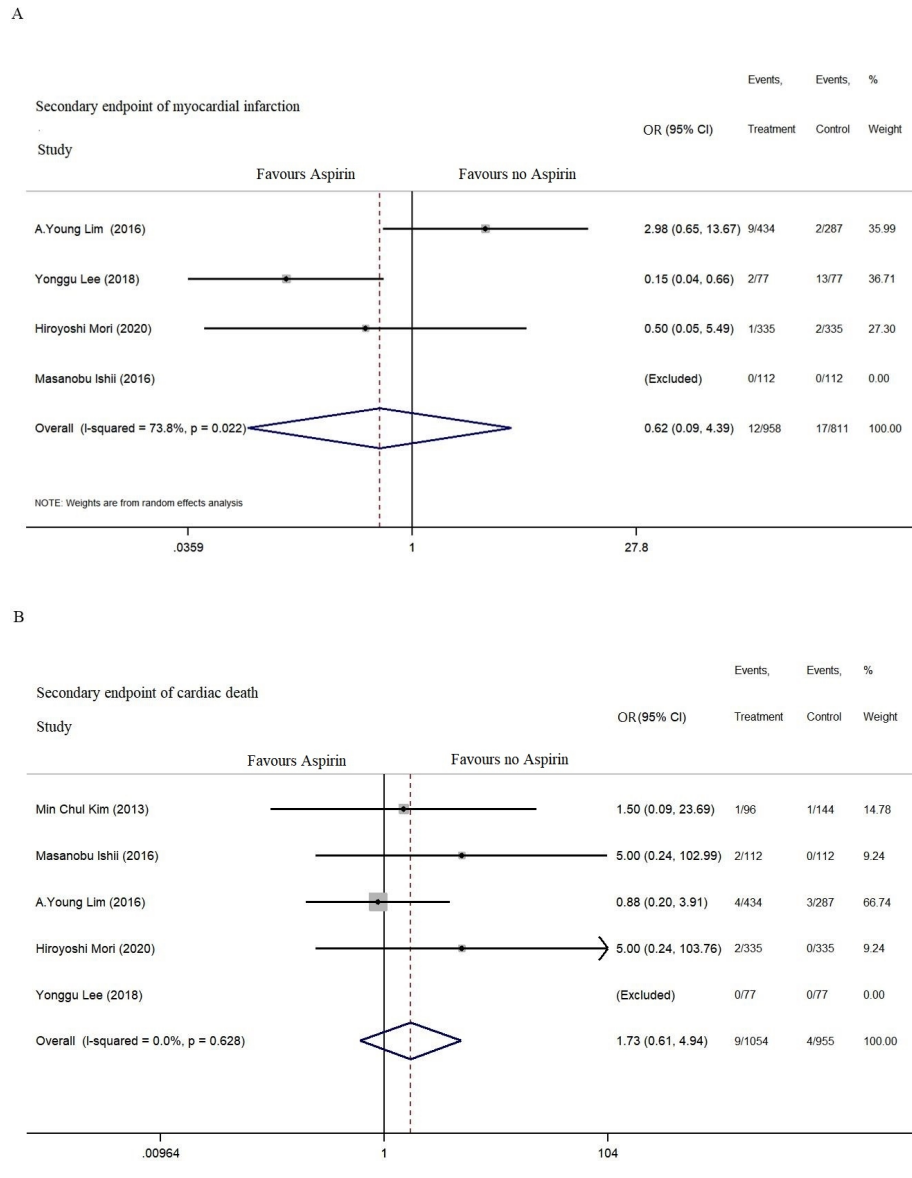 A
Events, Events, %
Secondary endpoint of myocardial infarction
OR (95% CI) Treatment Control Weight
Study
Favours Aspirin Favours no Aspirin
A.Young Lim (2016) 2.98 (0.65, 13.67) 9/434 2/287 35.99
Yonggu Lee (2018) 0.15 (0.04, 0.66) 2/77 13/77 36.71
Hiroyoshi Mori (2020) 0.50 (0.05, 5.49) 1/335 2/335 27.30
Masanobu Ishii (2016) (Excluded) 0/112 0/112 0.00
Overall (I-squared = 73.8%, p = 0.022) 0.62 (0.09, 4.39) 12/958 17/811 100.00
NOTE: Weights are from random effects analysis
.0359 1 27.8
B
Events, Events, %
Secondary endpoint of cardiac death
OR(95% CI) Treatment Control Weight
Study
Favours Aspirin Favours no Aspirin
Min Chul Kim (2013) 1.50 (0.09, 23.69) 1/96 1/144 14.78
Masanobu Ishii (2016) 5.00 (0.24, 102.99) 2/112 0/112 9.24
A.Young Lim (2016) 0.88 (0.20, 3.91) 4/434 3/287 66.74
Hiroyoshi Mori (2020) 5.00 (0.24, 103.76) 2/335 0/335 9.24
Yonggu Lee (2018) (Excluded) 0/77 0/77 0.00
Overall (I-squared = 0.0%, p = 0.628) 1.73 (0.61, 4.94) 9/1054 4/955 100.00
.00964 1 104